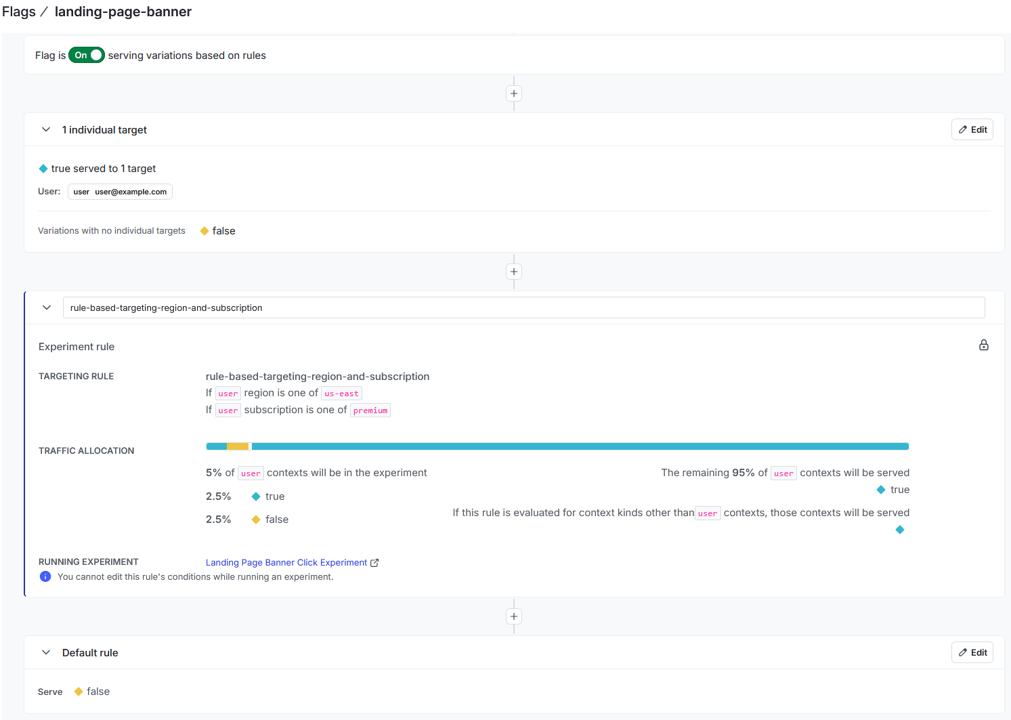 Flags / landing-page-banner
Flag is On serving variations based on rules
1 individual target
Edit
true served to 1 target
User: user user@example.com
Variations with no individual targets false
rule-based-targeting-region-and-subscription
Experiment rule
TARGETING RULE
rule-based-targeting-region-and-subscription
If user region is one of us-east
If user subscription is one of premium
TRAFFIC ALLOCATION
5% of user contexts will be in the experiment
2.5% true
2.5% false
The remaining 95% of user contexts will be served
true
If this rule is evaluated for context kinds other than user contexts, those contexts will be served
RUNNING EXPERIMENT
Landing Page Banner Click Experiment
You cannot edit this rule's conditions while running an experiment.
Default rule
Edit
Serve false